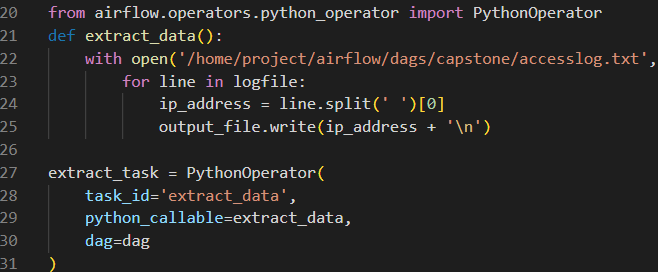 20 from airflow.operators.python_operator import PythonOperator
21 def extract_data():
22     with open('/home/project/airflow/dags/capstone/accesslog.txt',
23         for line in logfile:
24             ip_address = line.split(' ')[0]
25             output_file.write(ip_address + '\n')
26
27 extract_task = PythonOperator(
28     task_id='extract_data',
29     python_callable=extract_data,
30     dag=dag
31 )